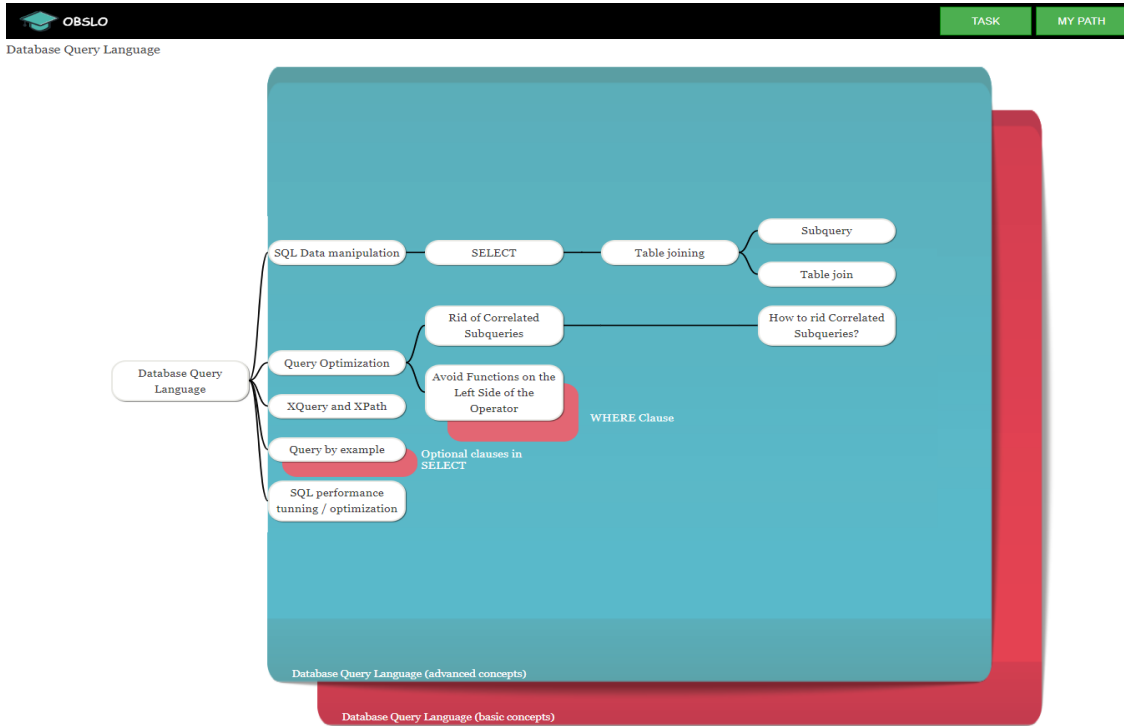 OBSLO
TASK
MY PATH
Database Query Language
Subquery
SQL Data manipulation
SELECT
Table joining
Table join
Rid of Correlated
Subqueries
How to rid Correlated
Subqueries?
Query Optimization
Database Query
Language
Avoid Functions on the
Left Side of the
Operator
XQuery and XPath
WHERE Clause
Query by example
Optional clauses in
SELECT
SQL performance
tunning / optimization
Database Query Language (advanced concepts)
Database Query Language (basic concepts)